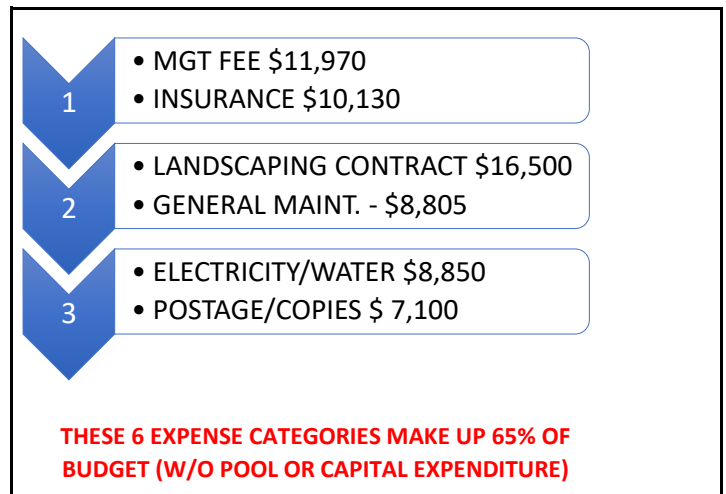 1
• MGT FEE $11,970
• INSURANCE $10,130
2
• LANDSCAPING CONTRACT $16,500
• GENERAL MAINT. - $8,805
3
• ELECTRICITY/WATER $8,850
• POSTAGE/COPIES $ 7,100
THESE 6 EXPENSE CATEGORIES MAKE UP 65% OF
BUDGET (W/O POOL OR CAPITAL EXPENDITURE)